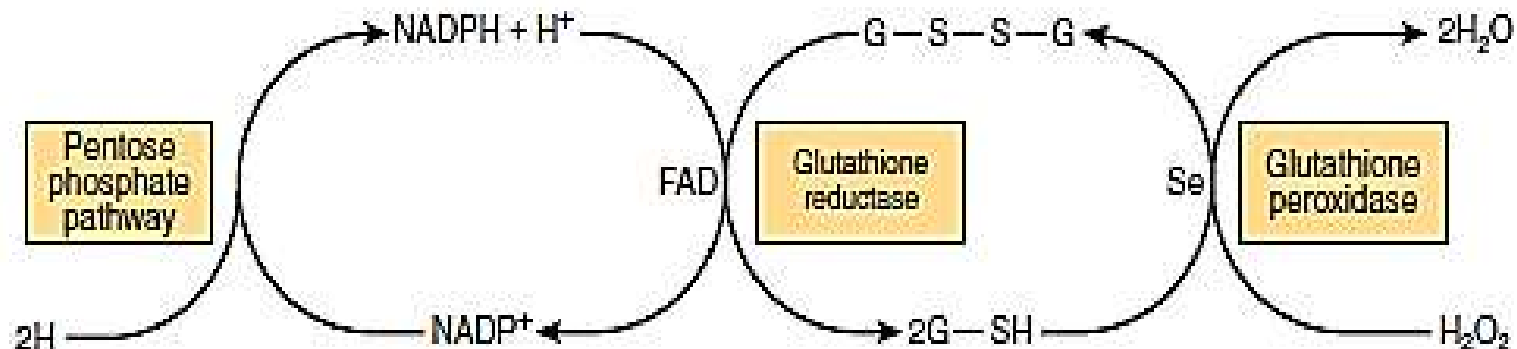 NADPH + H⁺
G—S—S—G
2H₂O
Pentose
phosphate
pathway
FAD
Glutathione
reductase
Se
Glutathione
peroxidase
2H
NADP⁺
2G—SH
H₂O₂